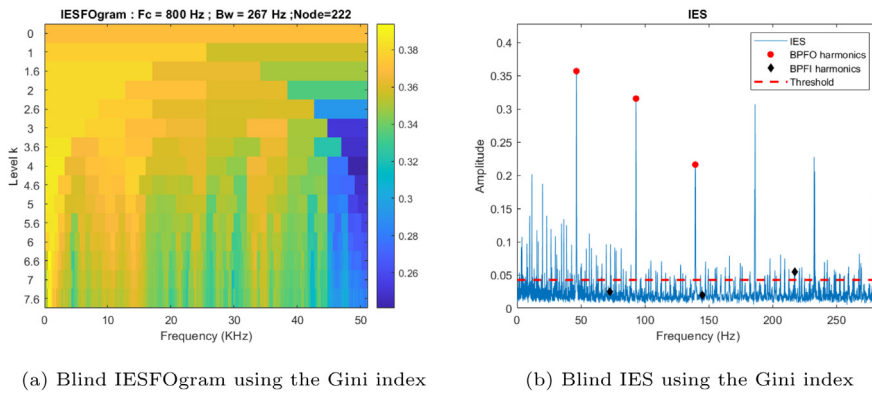 IESFOgram : Fc = 800 Hz ; Bw = 267 Hz ;Node=222
Level k
0
1
1.6
2
2.6
3
3.6
4
4.6
5
5.6
6
6.6
7
7.6
0 10 20 30 40 50
Frequency (KHz)
0.38
0.36
0.34
0.32
0.3
0.28
0.26
(a) Blind IESFOgram using the Gini index
IES
Amplitude
0.4
0.35
0.3
0.25
0.2
0.15
0.1
0.05
0
0 50 100 150 200 250
Frequency (Hz)
IES
BPFO harmonics
BPFI harmonics
Threshold
(b) Blind IES using the Gini index